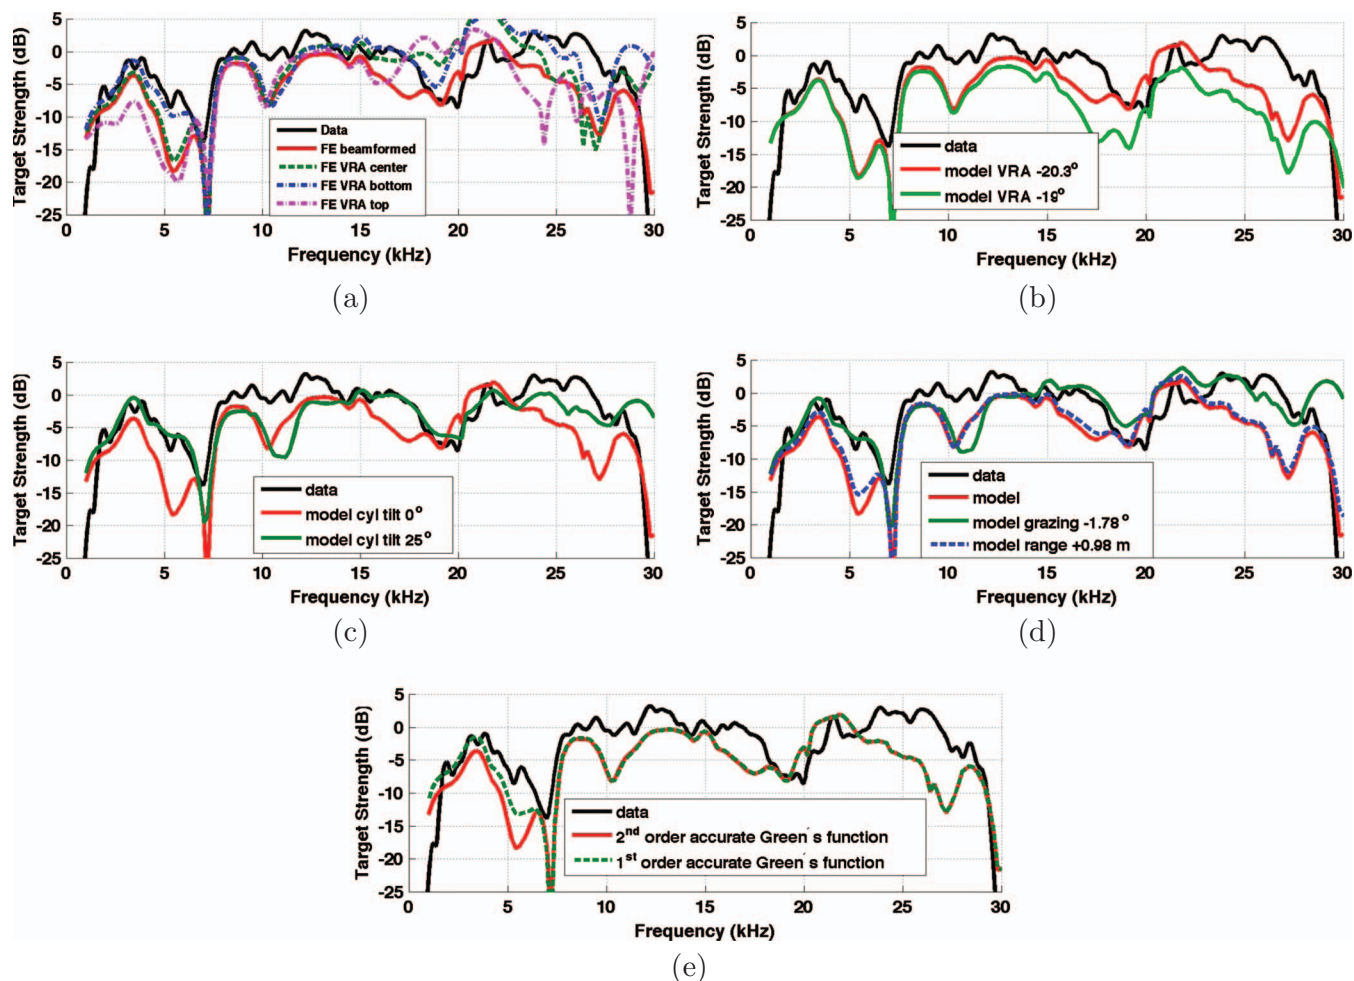 5
0
-5
-10
-15
-20
-25
Target Strength (dB)
Data
FE beamformed
FE VRA center
FE VRA bottom
FE VRA top
0 5 10 15 20 25 30
Frequency (kHz)
(a)
5
0
-5
-10
-15
-20
-25
Target Strength (dB)
data
model VRA -20.3°
model VRA -19°
0 5 10 15 20 25 30
Frequency (kHz)
(b)
5
0
-5
-10
-15
-20
-25
Target Strength (dB)
data
model cyl tilt 0°
model cyl tilt 25°
0 5 10 15 20 25 30
Frequency (kHz)
(c)
5
0
-5
-10
-15
-20
-25
Target Strength (dB)
data
model
model grazing -1.78°
model range +0.98 m
0 5 10 15 20 25 30
Frequency (kHz)
(d)
5
0
-5
-10
-15
-20
-25
Target Strength (dB)
data
2nd order accurate Green´s function
1st order accurate Green´s function
0 5 10 15 20 25 30
Frequency (kHz)
(e)